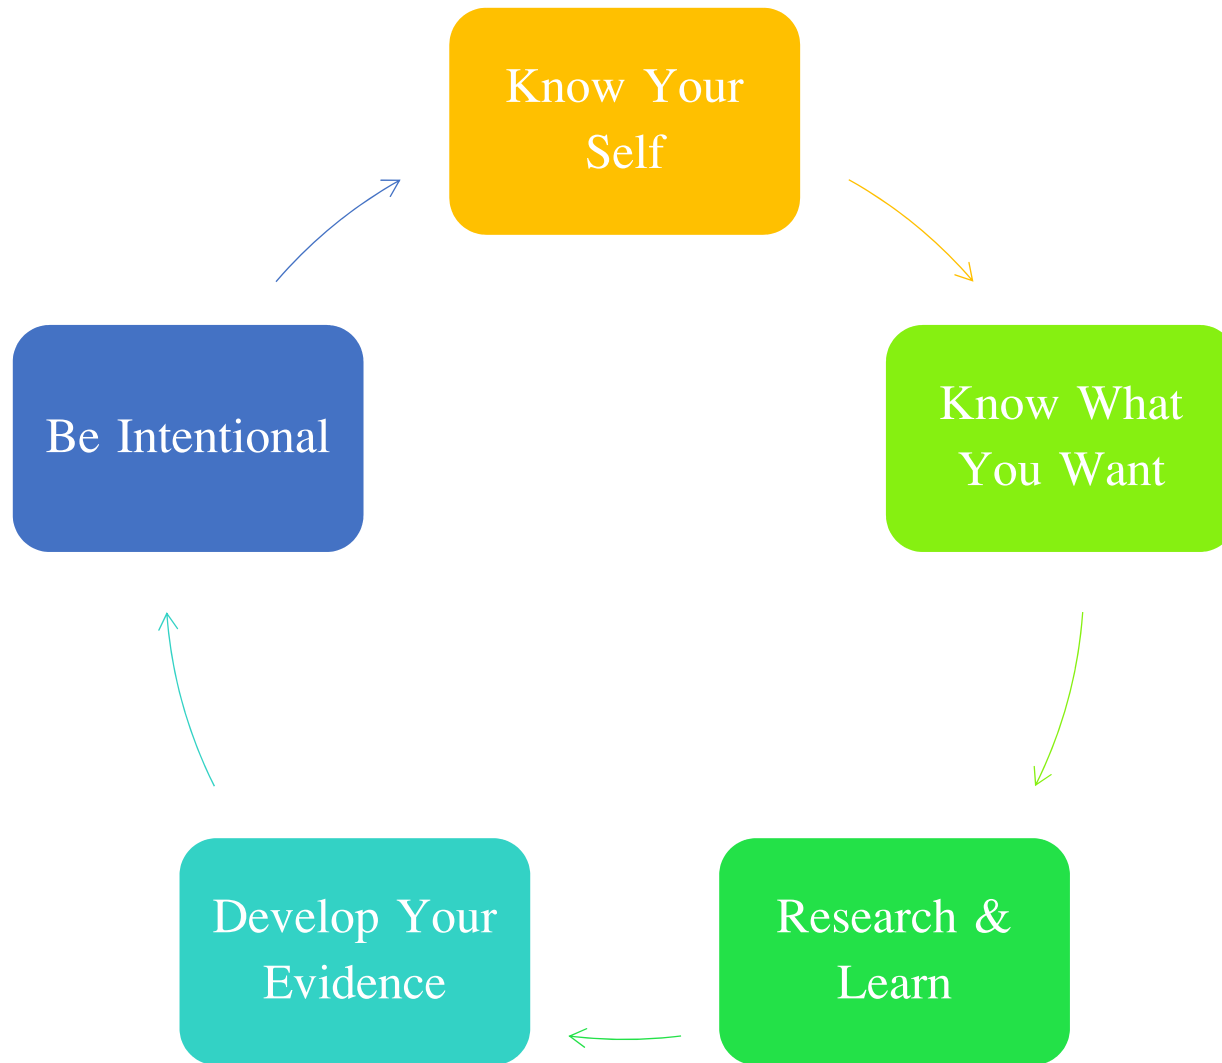 Know Your
Self
Know What
You Want
Research &
Learn
Develop Your
Evidence
Be Intentional